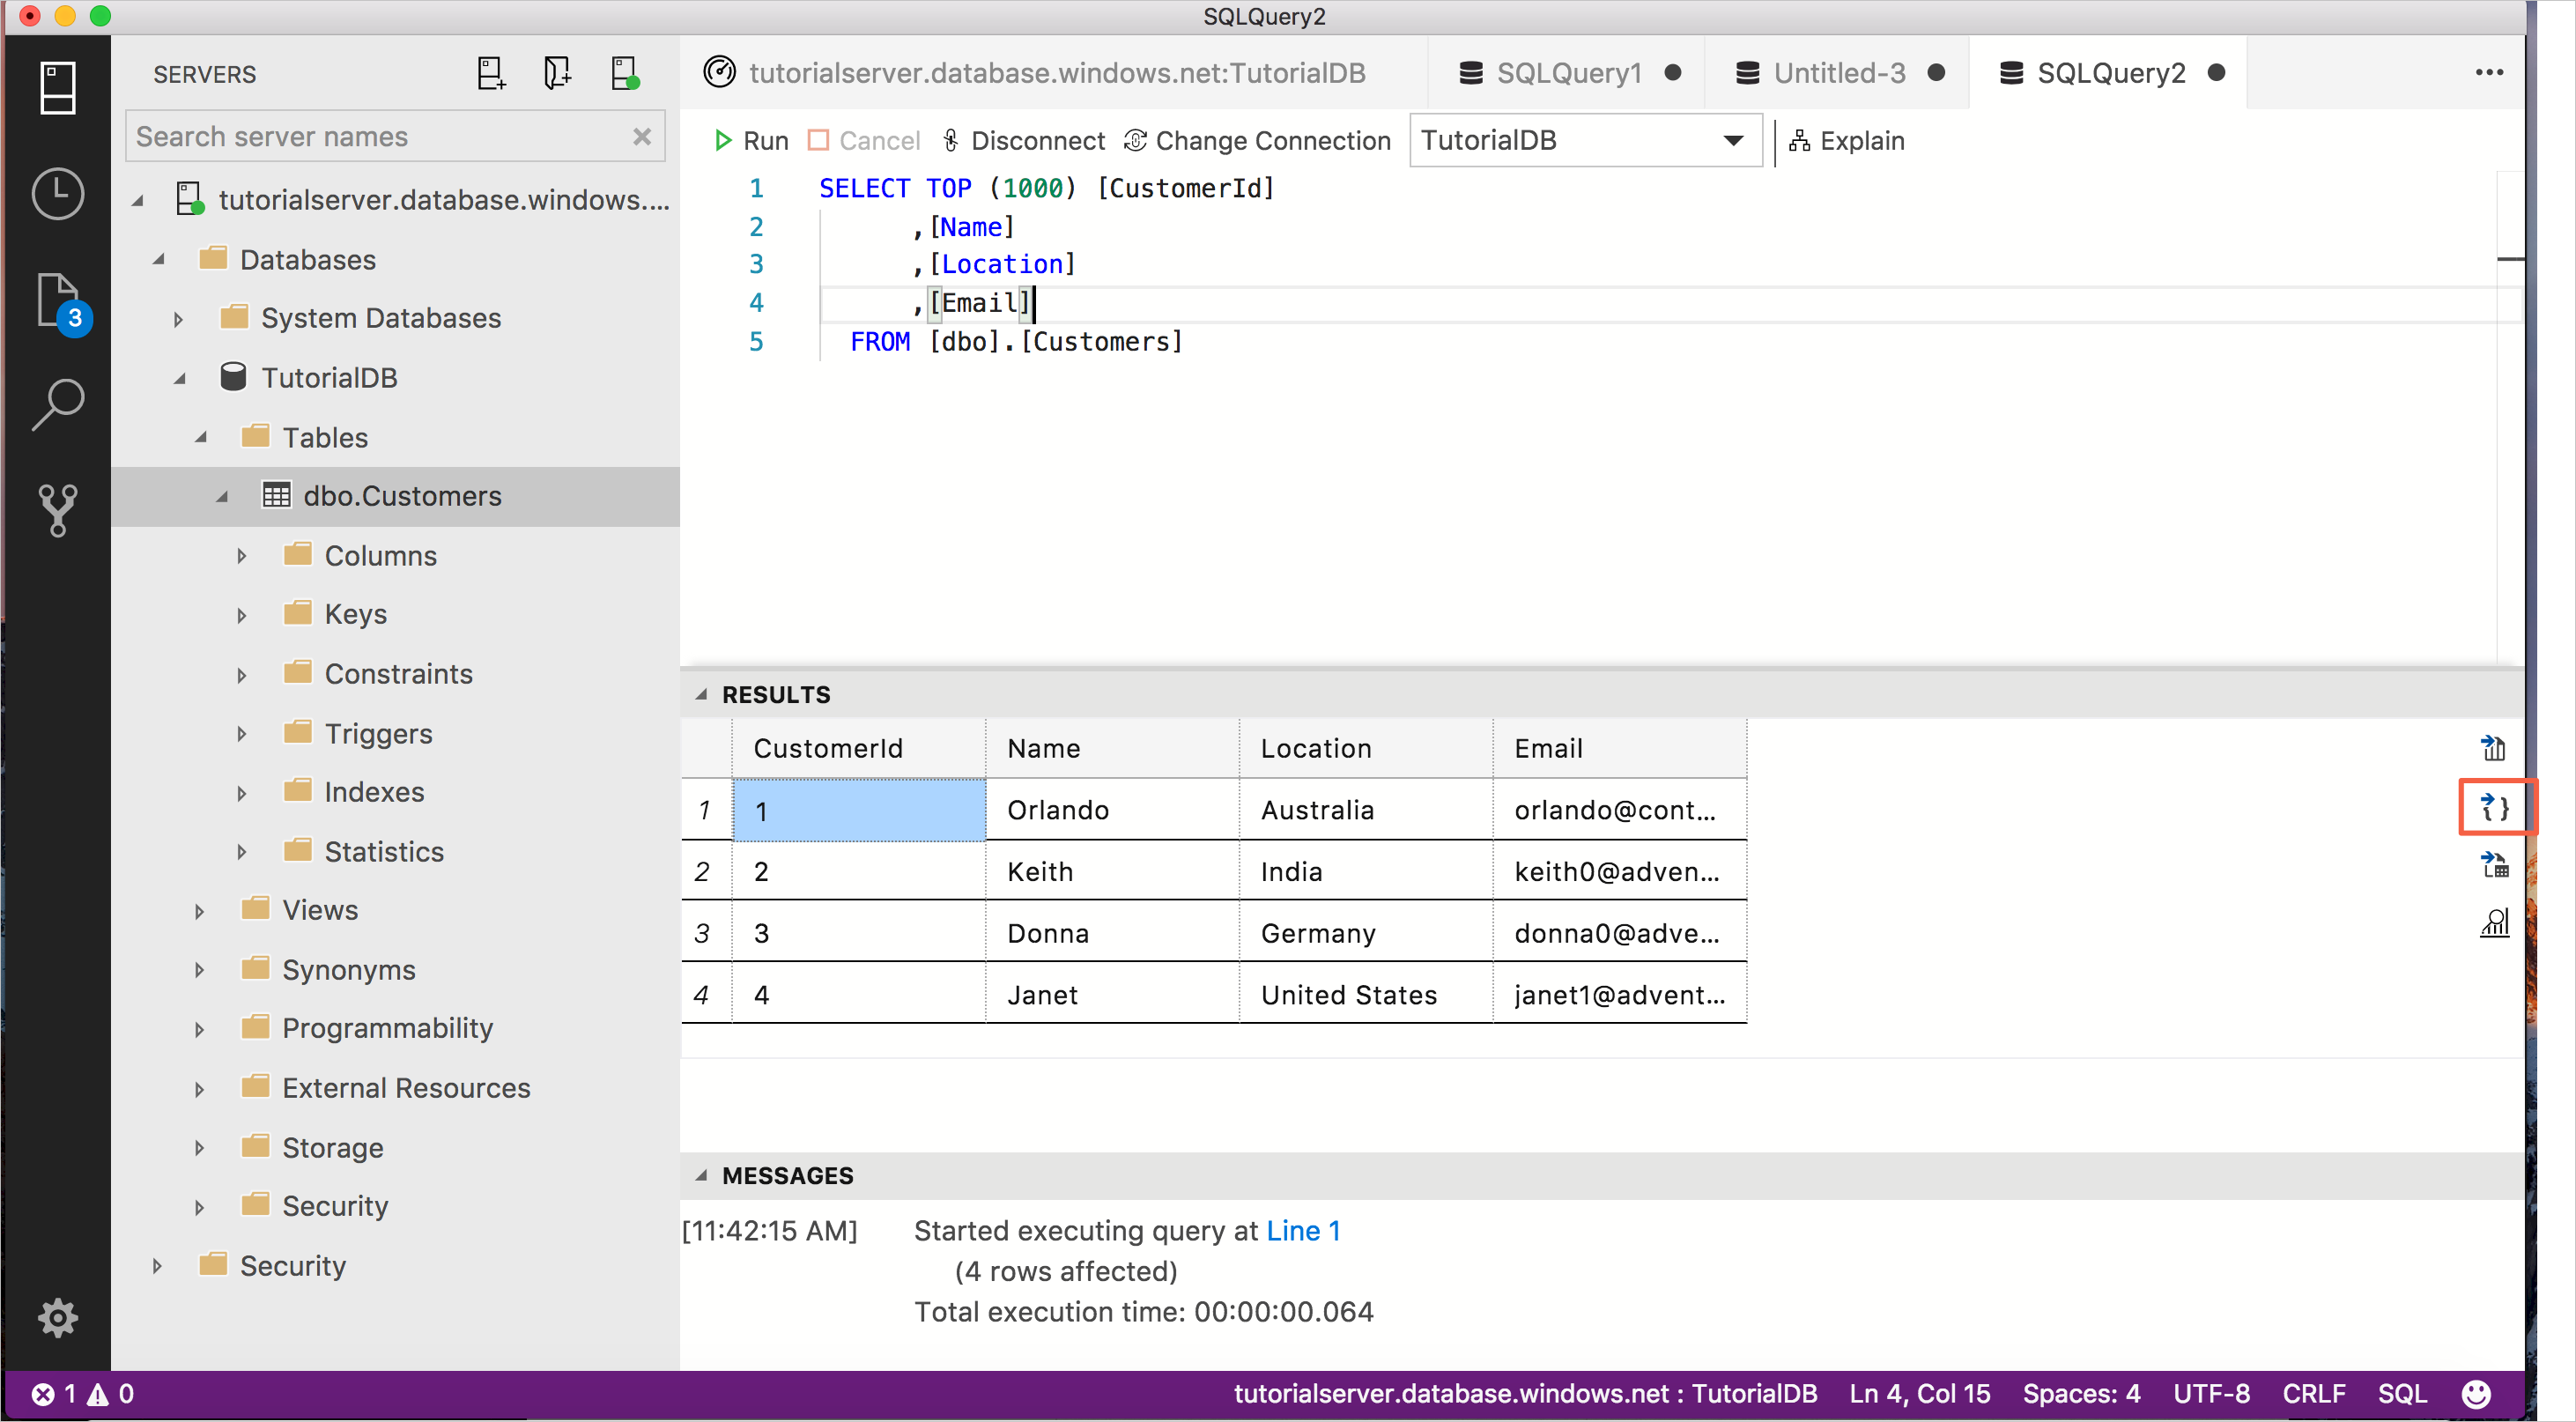 SQLQuery2
SERVERS
Search server names
tutorialserver.database.windows....
Databases
System Databases
TutorialDB
Tables
dbo.Customers
Columns
Keys
Constraints
Triggers
Indexes
Statistics
Views
Synonyms
Programmability
External Resources
Storage
Security
Security
3
tutorialserver.database.windows.net:TutorialDB SQLQuery1 Untitled-3 SQLQuery2
Run Cancel Disconnect Change Connection TutorialDB Explain
1 SELECT TOP (1000) [CustomerId]
2 ,[Name]
3 ,[Location]
4 ,[Email]
5 FROM [dbo].[Customers]
RESULTS
CustomerId Name Location Email
1 1 Orlando Australia orlando@cont...
2 2 Keith India keith0@adven...
3 3 Donna Germany donna0@adve...
4 4 Janet United States janet1@advent...
MESSAGES
[11:42:15 AM] Started executing query at Line 1
(4 rows affected)
Total execution time: 00:00:00.064
1 0 tutorialserver.database.windows.net : TutorialDB Ln 4, Col 15 Spaces: 4 UTF-8 CRLF SQL